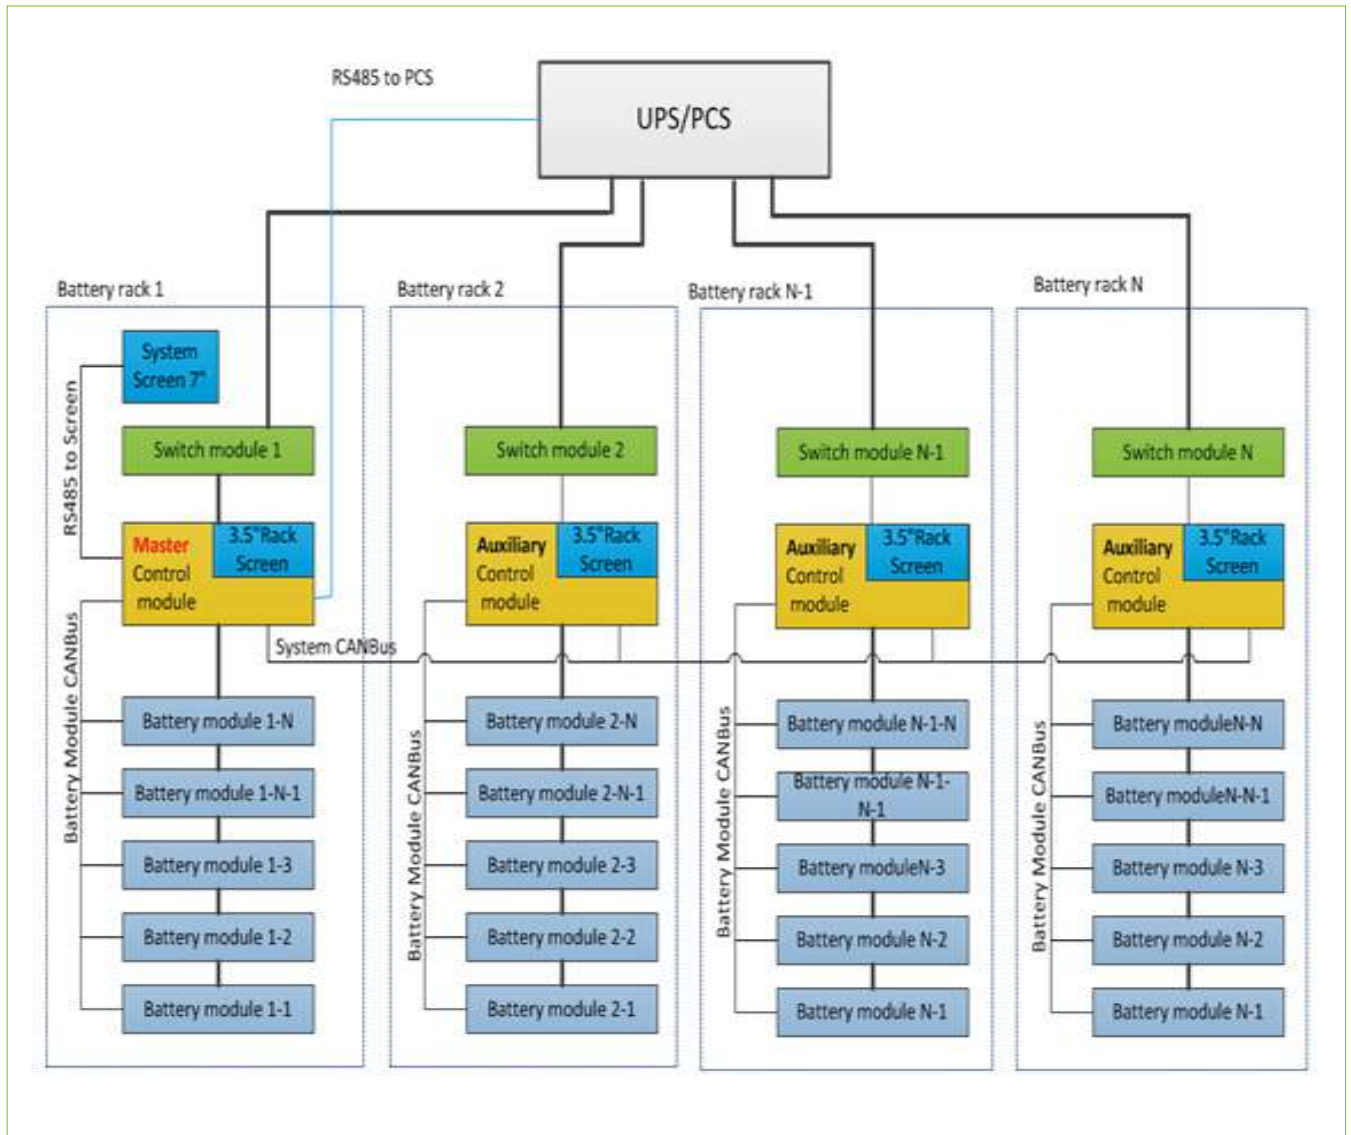 RS485 to PCS
UPS/PCS
Battery rack 1
System
Screen 7"
RS485 to Screen
Switch module 1
Master
Control
module
3.5"Rack
Screen
Battery Module CANBus
System CANBus
Battery module 1-N
Battery module 1-N-1
Battery module 1-3
Battery module 1-2
Battery module 1-1
Battery rack 2
Switch module 2
Auxiliary
Control
module
3.5"Rack
Screen
Battery Module CANBus
Battery module 2-N
Battery module 2-N-1
Battery module 2-3
Battery module 2-2
Battery module 2-1
Battery rack N-1
Switch module N-1
Auxiliary
Control
module
3.5"Rack
Screen
Battery Module CANBus
Battery module N-1-N
Battery module N-1-
N-1
Battery moduleN-3
Battery module N-2
Battery module N-1
Battery rack N
Switch module N
Auxiliary
Control
module
3.5"Rack
Screen
Battery Module CANBus
Battery moduleN-N
Battery moduleN-N-1
Battery module N-3
Battery module N-2
Battery module N-1